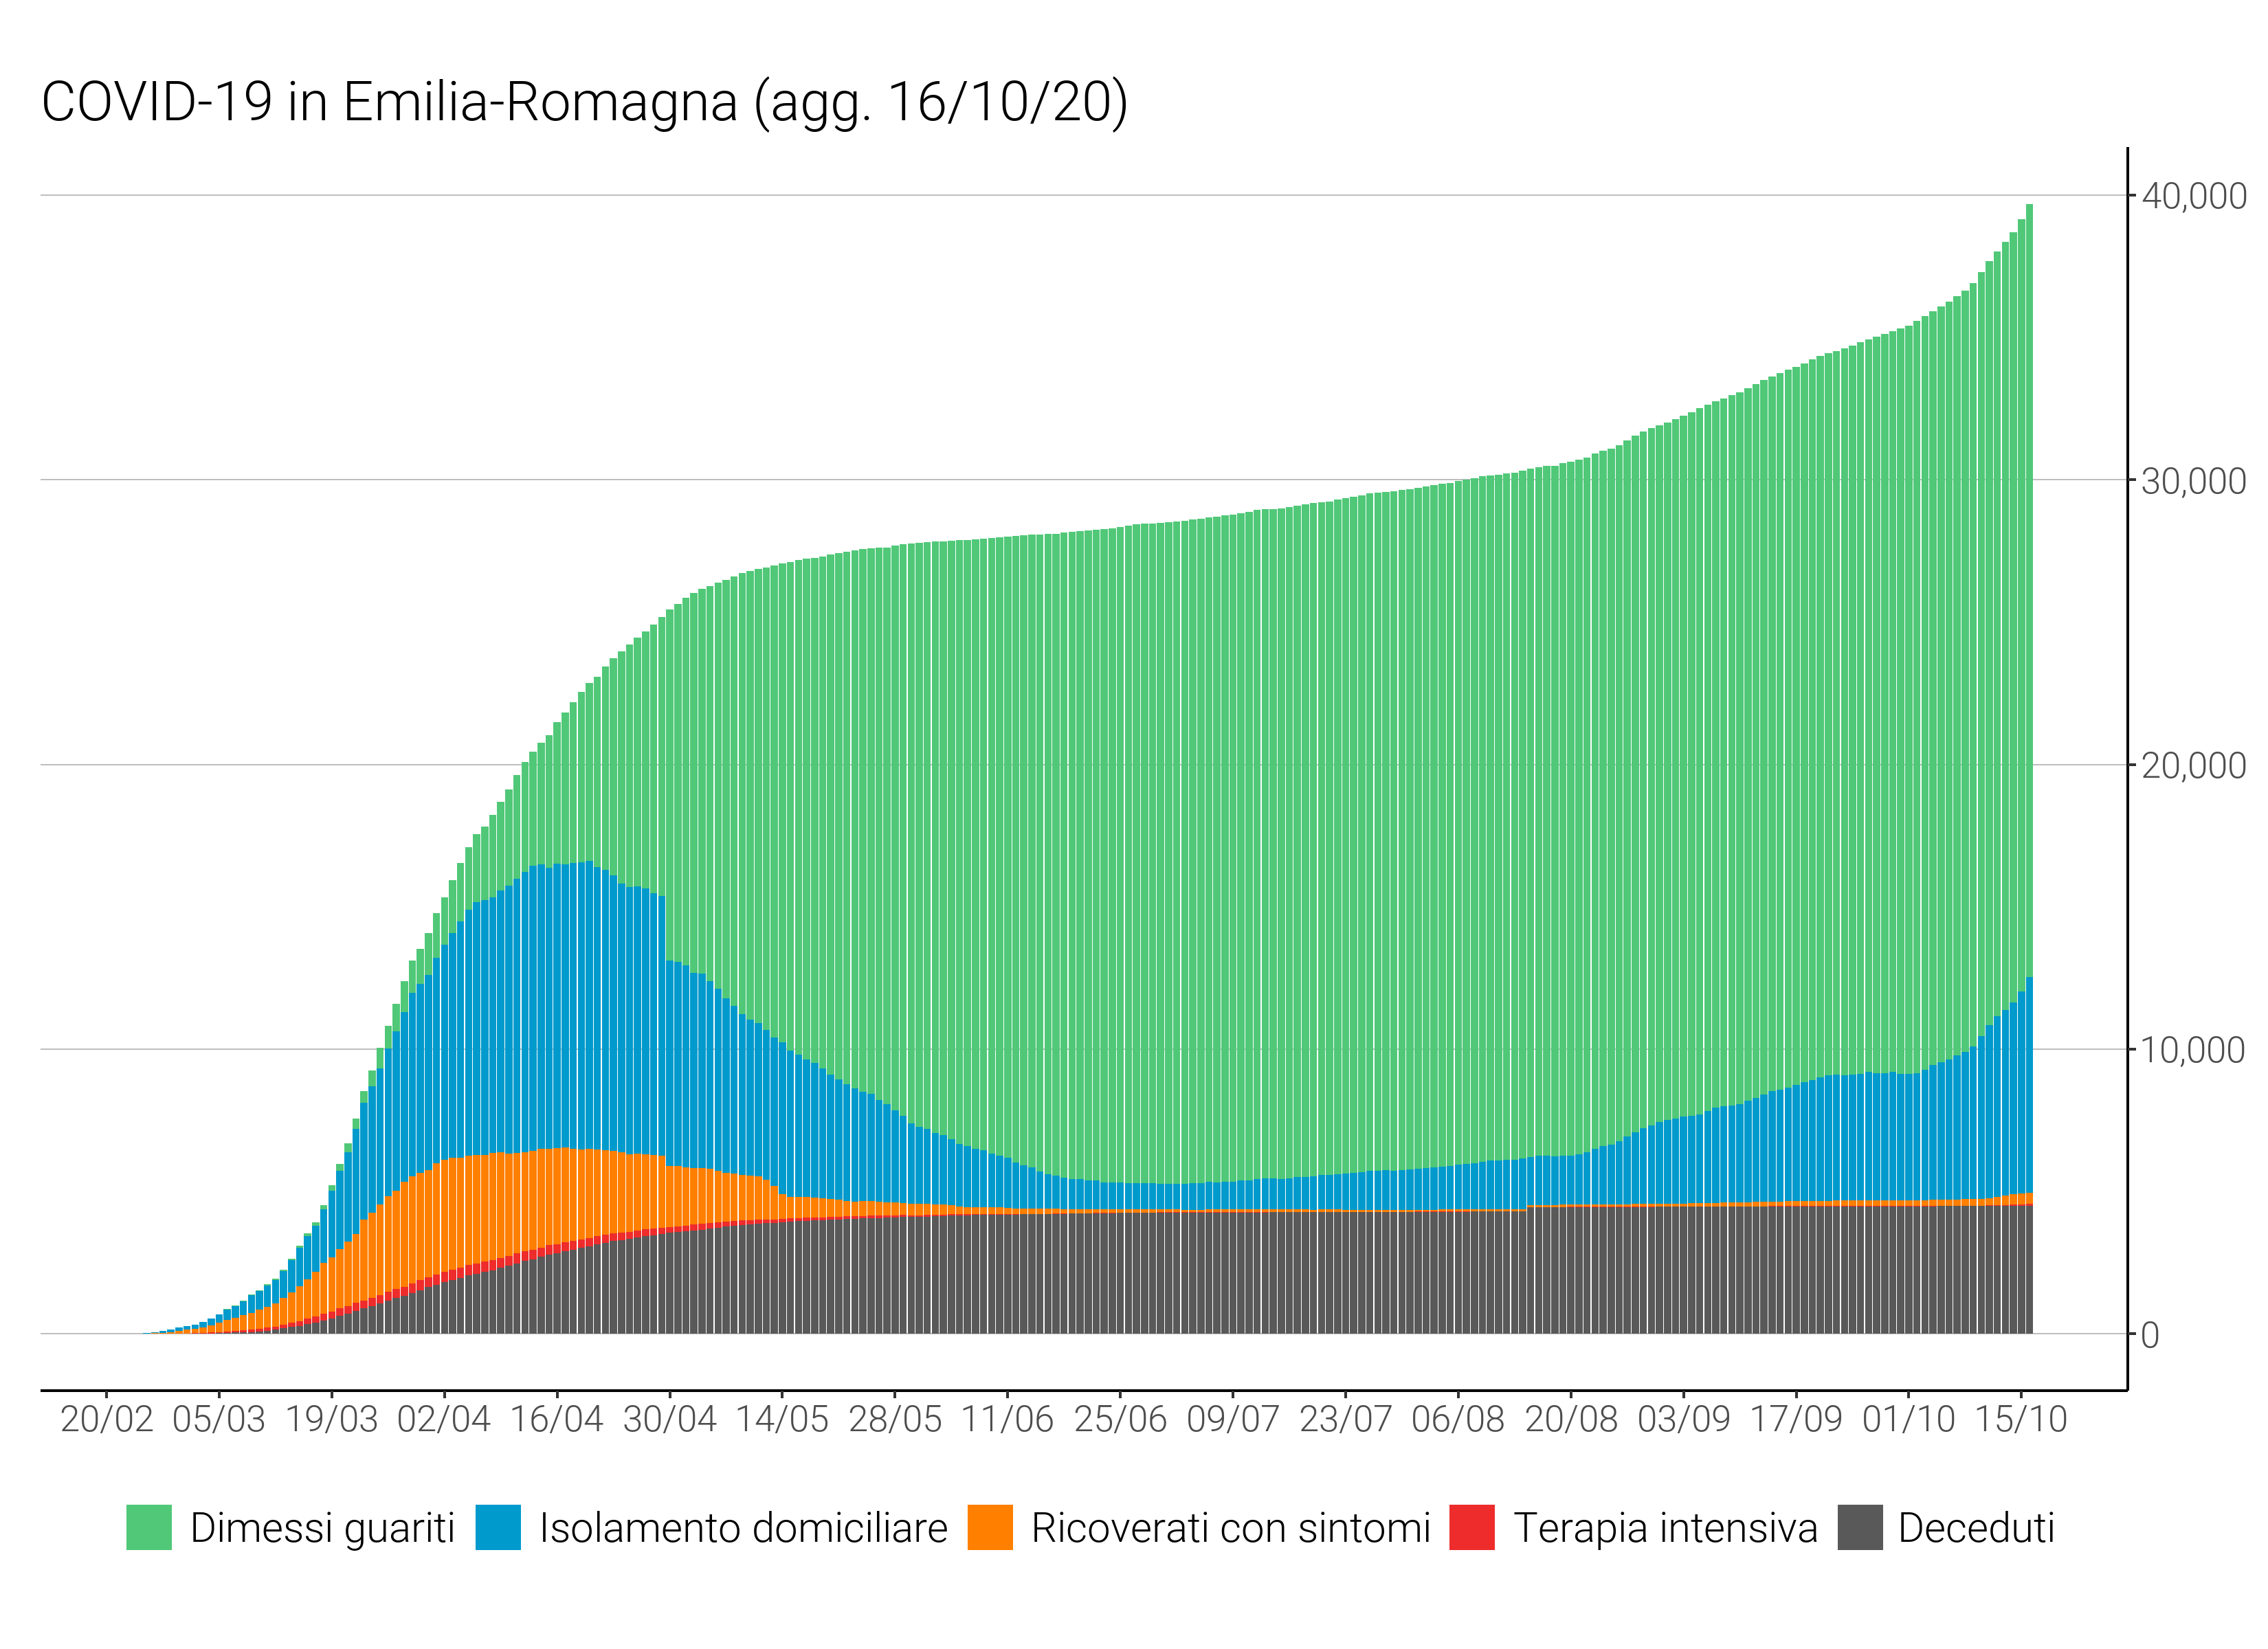 COVID-19 in Emilia-Romagna (agg. 16/10/20)
40,000
30,000
20,000
10,000
0
20/02 05/03 19/03 02/04 16/04 30/04 14/05 28/05 11/06 25/06 09/07 23/07 06/08 20/08 03/09 17/09 01/10 15/10
Dimessi guariti Isolamento domiciliare Ricoverati con sintomi Terapia intensiva Deceduti